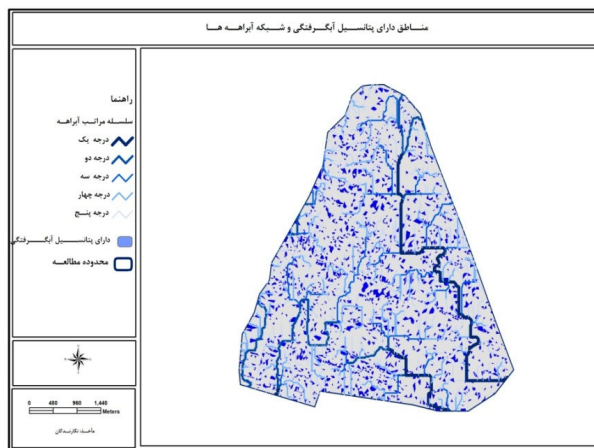 مناطق دارای پتانسیل آبگرفتگی و شبکه آبراهه ها
راهنما
سلسله مراتب آبراهه
درجه یک
درجه دو
درجه سه
درجه چهار
درجه پنج
دارای پتانسیل آبگرفتگی
محدوده مطالعه
0 480 960 1,440
Meters
مأخذ: نگارندگان